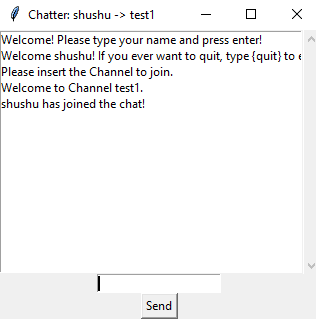 Chatter: shushu -> test1
Welcome! Please type your name and press enter!
Welcome shushu! If you ever want to quit, type {quit} to e
Please insert the Channel to join.
Welcome to Channel test1.
shushu has joined the chat!
Send